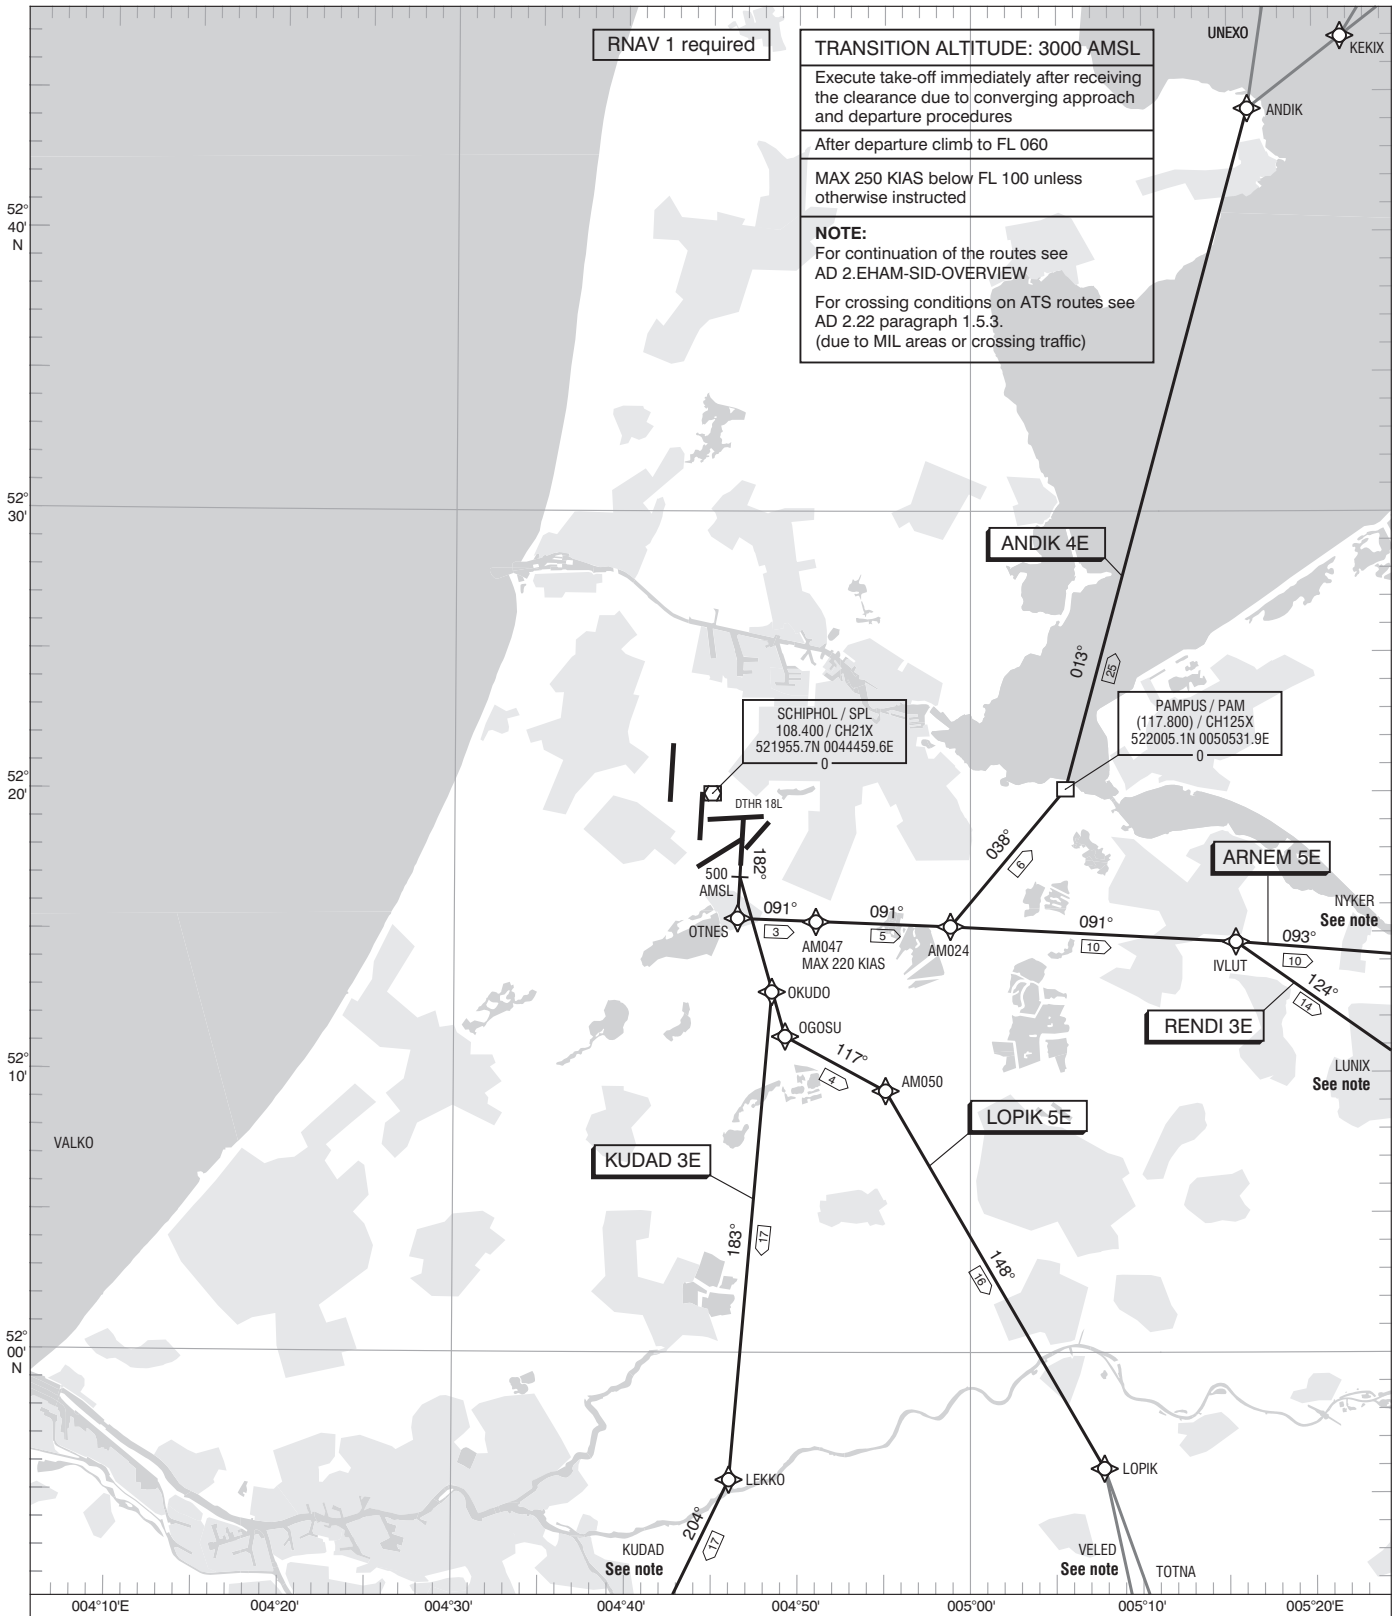 RNAV 1 required
TRANSITION ALTITUDE: 3000 AMSL
Execute take-off immediately after receiving
the clearance due to converging approach
and departure procedures
After departure climb to FL 060
MAX 250 KIAS below FL 100 unless
otherwise instructed
NOTE:
For continuation of the routes see
AD 2.EHAM-SID-OVERVIEW
For crossing conditions on ATS routes see
AD 2.22 paragraph 1.5.3.
(due to MIL areas or crossing traffic)
UNEXO
KEKIX
ANDIK
52°
40'
N
52°
30'
ANDIK 4E
013°
25
SCHIPHOL / SPL
108.400 / CH21X
521955.7N 0044459.6E
0
PAMPUS / PAM
(117.800) / CH125X
522005.1N 0050531.9E
0
52°
20'
DTHR 18L
182°
500
AMSL
038°
6
ARNEM 5E
NYKER
See note
OTNES
091°
3
AM047
MAX 220 KIAS
091°
5
AM024
091°
10
IVLUT
093°
10
124°
14
OKUDO
OGOSU
RENDI 3E
LUNIX
See note
52°
10'
117°
4
AM050
LOPIK 5E
VALKO
KUDAD 3E
183°
17
148°
16
52°
00'
N
LEKKO
LOPIK
204°
17
KUDAD
See note
VELED
See note
TOTNA
004°10'E
004°20'
004°30'
004°40'
004°50'
005°00'
005°10'
005°20'E